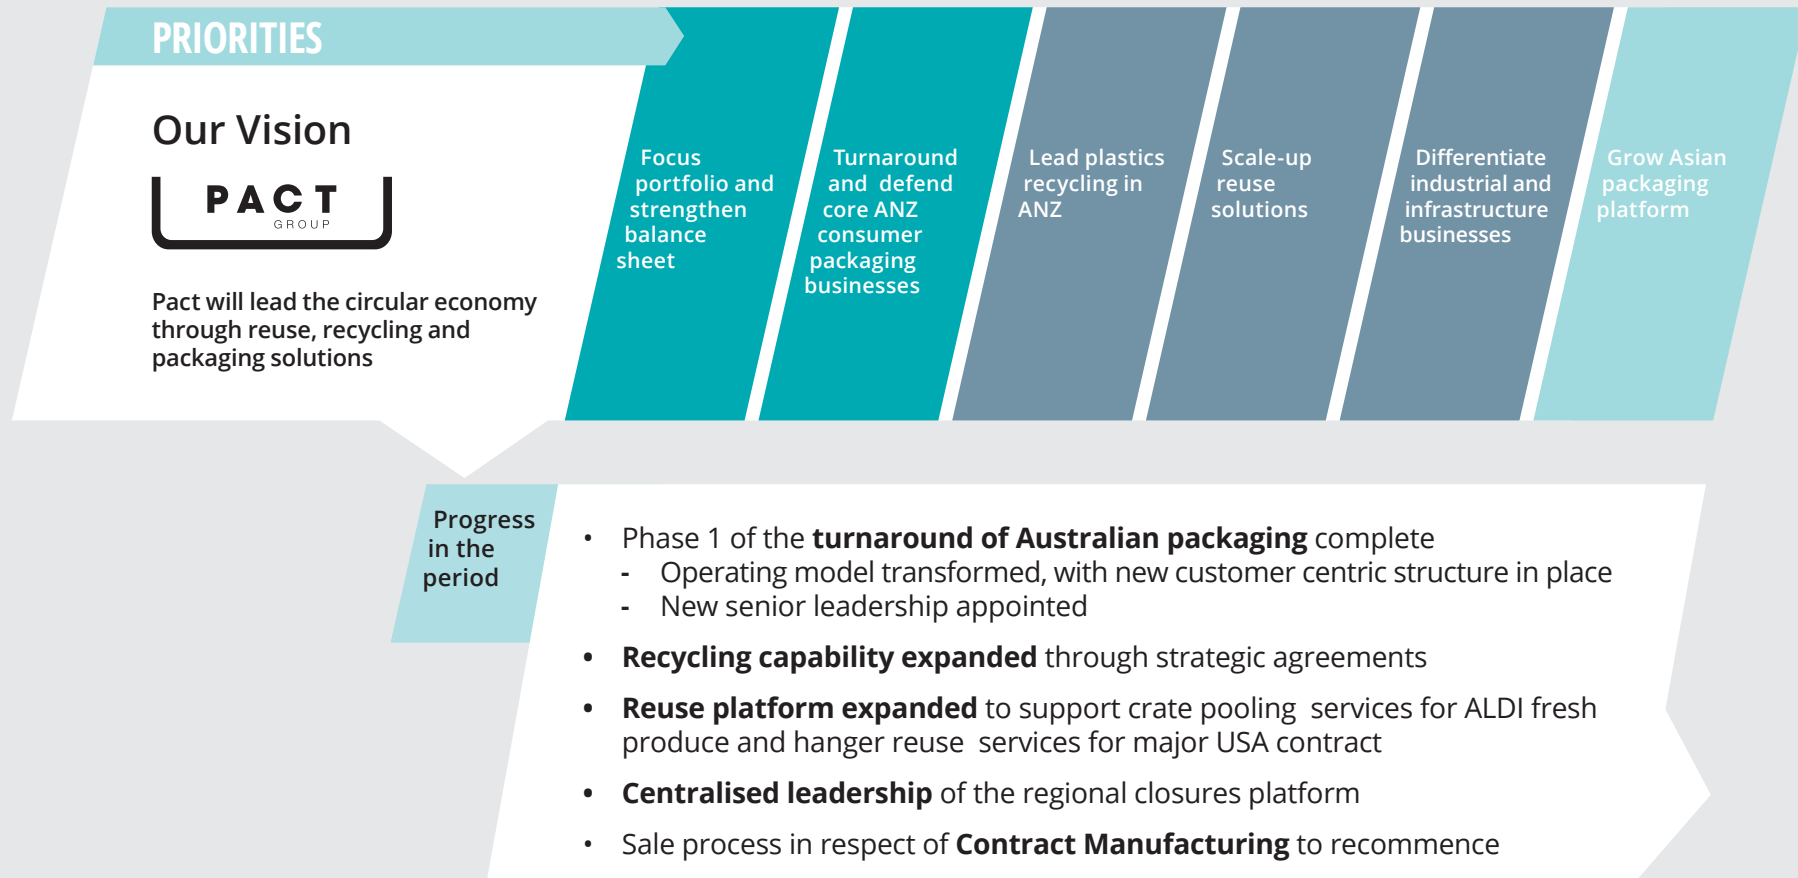 PRIORITIES
Our Vision
PACT
GROUP
Pact will lead the circular economy
through reuse, recycling and
packaging solutions
Focus
portfolio and
strengthen
balance
sheet
Turnaround
and defend
core ANZ
consumer
packaging
businesses
Lead plastics
recycling in
ANZ
Scale-up
reuse
solutions
Differentiate
industrial and
infrastructure
businesses
Grow Asian
packaging
platform
Progress
in the
period
• Phase 1 of the turnaround of Australian packaging complete
- Operating model transformed, with new customer centric structure in place
- New senior leadership appointed
• Recycling capability expanded through strategic agreements
• Reuse platform expanded to support crate pooling services for ALDI fresh
produce and hanger reuse services for major USA contract
• Centralised leadership of the regional closures platform
• Sale process in respect of Contract Manufacturing to recommence